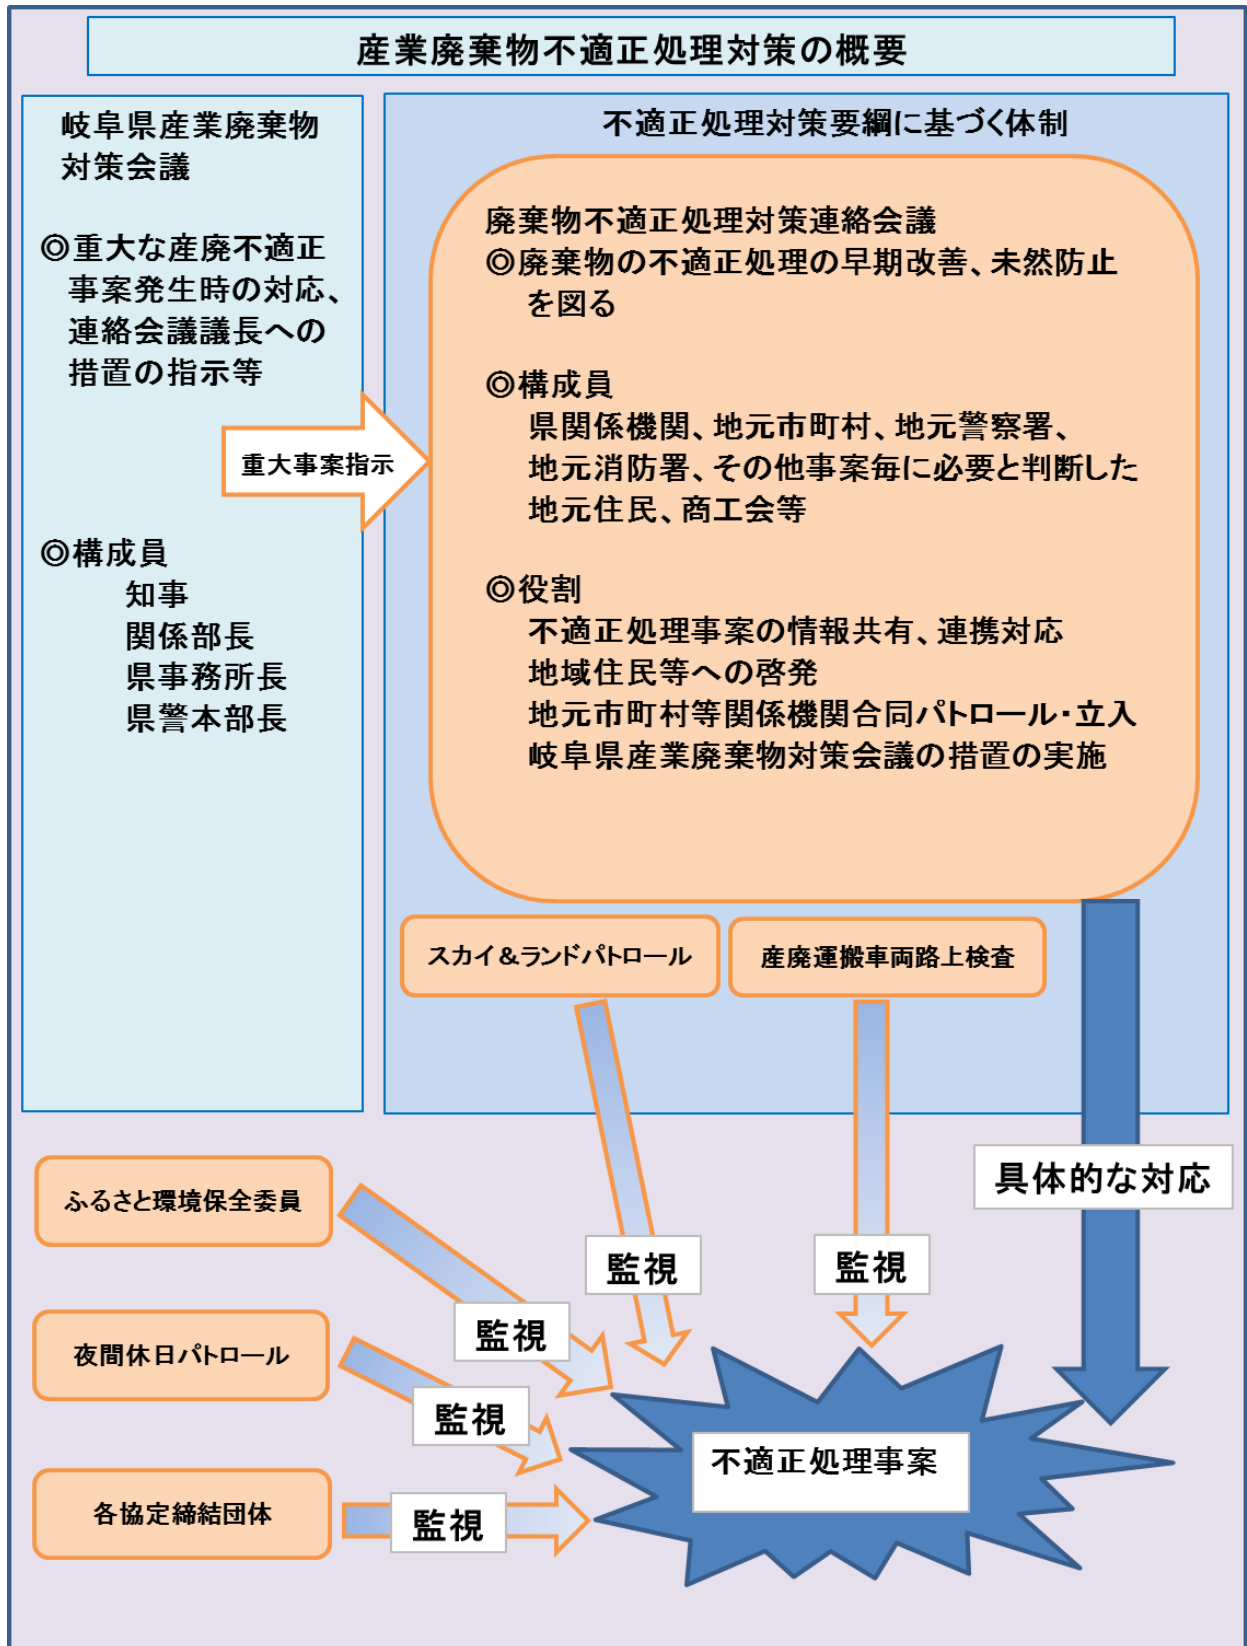 産業廃棄物不適正処理対策の概要
岐阜県産業廃棄物
対策会議
◎重大な産廃不適正
事案発生時の対応、
連絡会議議長への
措置の指示等
◎構成員
知事
関係部長
県事務所長
県警本部長
重大事案指示
不適正処理対策要綱に基づく体制
廃棄物不適正処理対策連絡会議
◎廃棄物の不適正処理の早期改善、未然防止
を図る
◎構成員
県関係機関、地元市町村、地元警察署、
地元消防署、その他事案毎に必要と判断した
地元住民、商工会等
◎役割
不適正処理事案の情報共有、連携対応
地域住民等への啓発
地元市町村等関係機関合同パトロール・立入
岐阜県産業廃棄物対策会議の措置の実施
スカイ&ランドパトロール
産廃運搬車両路上検査
具体的な対応
ふるさと環境保全委員
監視
監視
監視
夜間休日パトロール
監視
各協定締結団体
監視
不適正処理事案